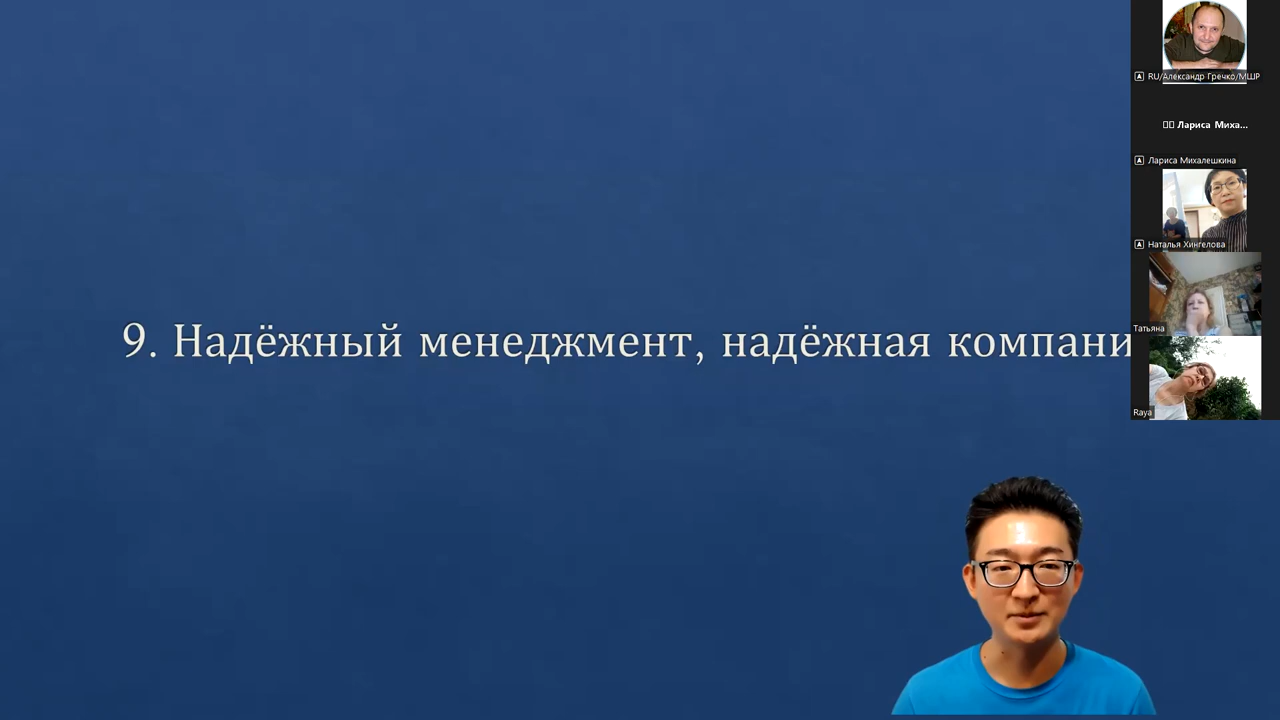 9. Надёжный менеджмент, надёжная компани
RU/Александр Гречко/МШР
Лариса Миха...
Лариса Михалешкина
Наталья Хингелова
Татьяна
Raya